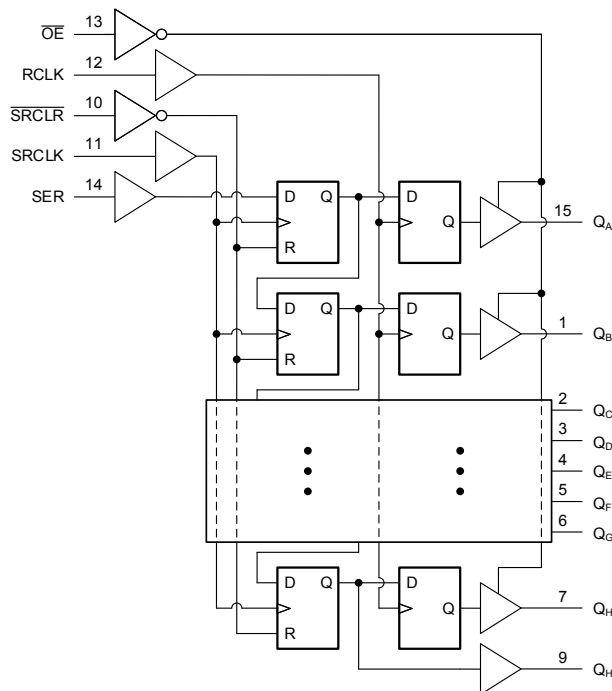 13
OE
12
RCLK
10
SRCLR
11
SRCLK
14
SER
D Q
R
D
Q
15
QA
D Q
R
D
Q
1
QB
2
QC
3
QD
4
QE
5
QF
6
QG
D Q
R
D
Q
7
QH
9
QH